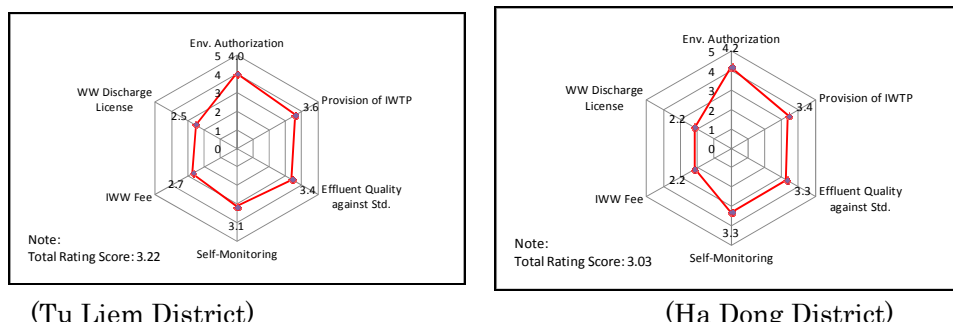 Env. Authorization
5 4.0
4
3
2
1
0
WW Discharge
License
2.5
3.6
Provision of IWTP
IWW Fee
2.7
3.4
Effluent Quality
against Std.
3.1
Self-Monitoring
Note:
Total Rating Score: 3.22
(Tu Liem District)
Env. Authorization
5 4.2
4
3
2
1
0
WW Discharge
License
2.2
3.4
Provision of IWTP
IWW Fee
2.2
3.3
Effluent Quality
against Std.
3.3
Self-Monitoring
Note:
Total Rating Score: 3.03
(Ha Dong District)